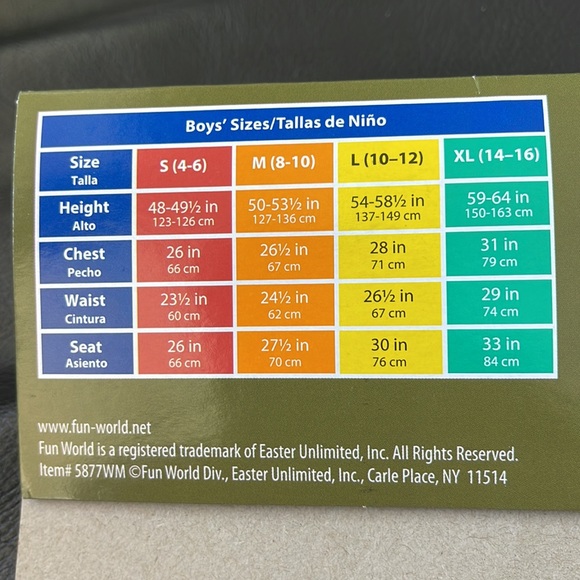 Boys' Sizes/Tallas de Niño
Size S (4-6) M (8-10) L (10–12) XL (14–16)
Talla
Height 48-49½ in 50-53½ in 54-58½ in 59-64 in
Alto 123-126 cm 127-136 cm 137-149 cm 150-163 cm
Chest 26 in 26½ in 28 in 31 in
Pecho 66 cm 67 cm 71 cm 79 cm
Waist 23½ in 24½ in 26½ in 29 in
Cintura 60 cm 62 cm 67 cm 74 cm
Seat 26 in 27½ in 30 in 33 in
Asiento 66 cm 70 cm 76 cm 84 cm
www.fun-world.net
Fun World is a registered trademark of Easter Unlimited, Inc. All Rights Reserved.
Item# 5877WM ©Fun World Div., Easter Unlimited, Inc., Carle Place, NY 11514